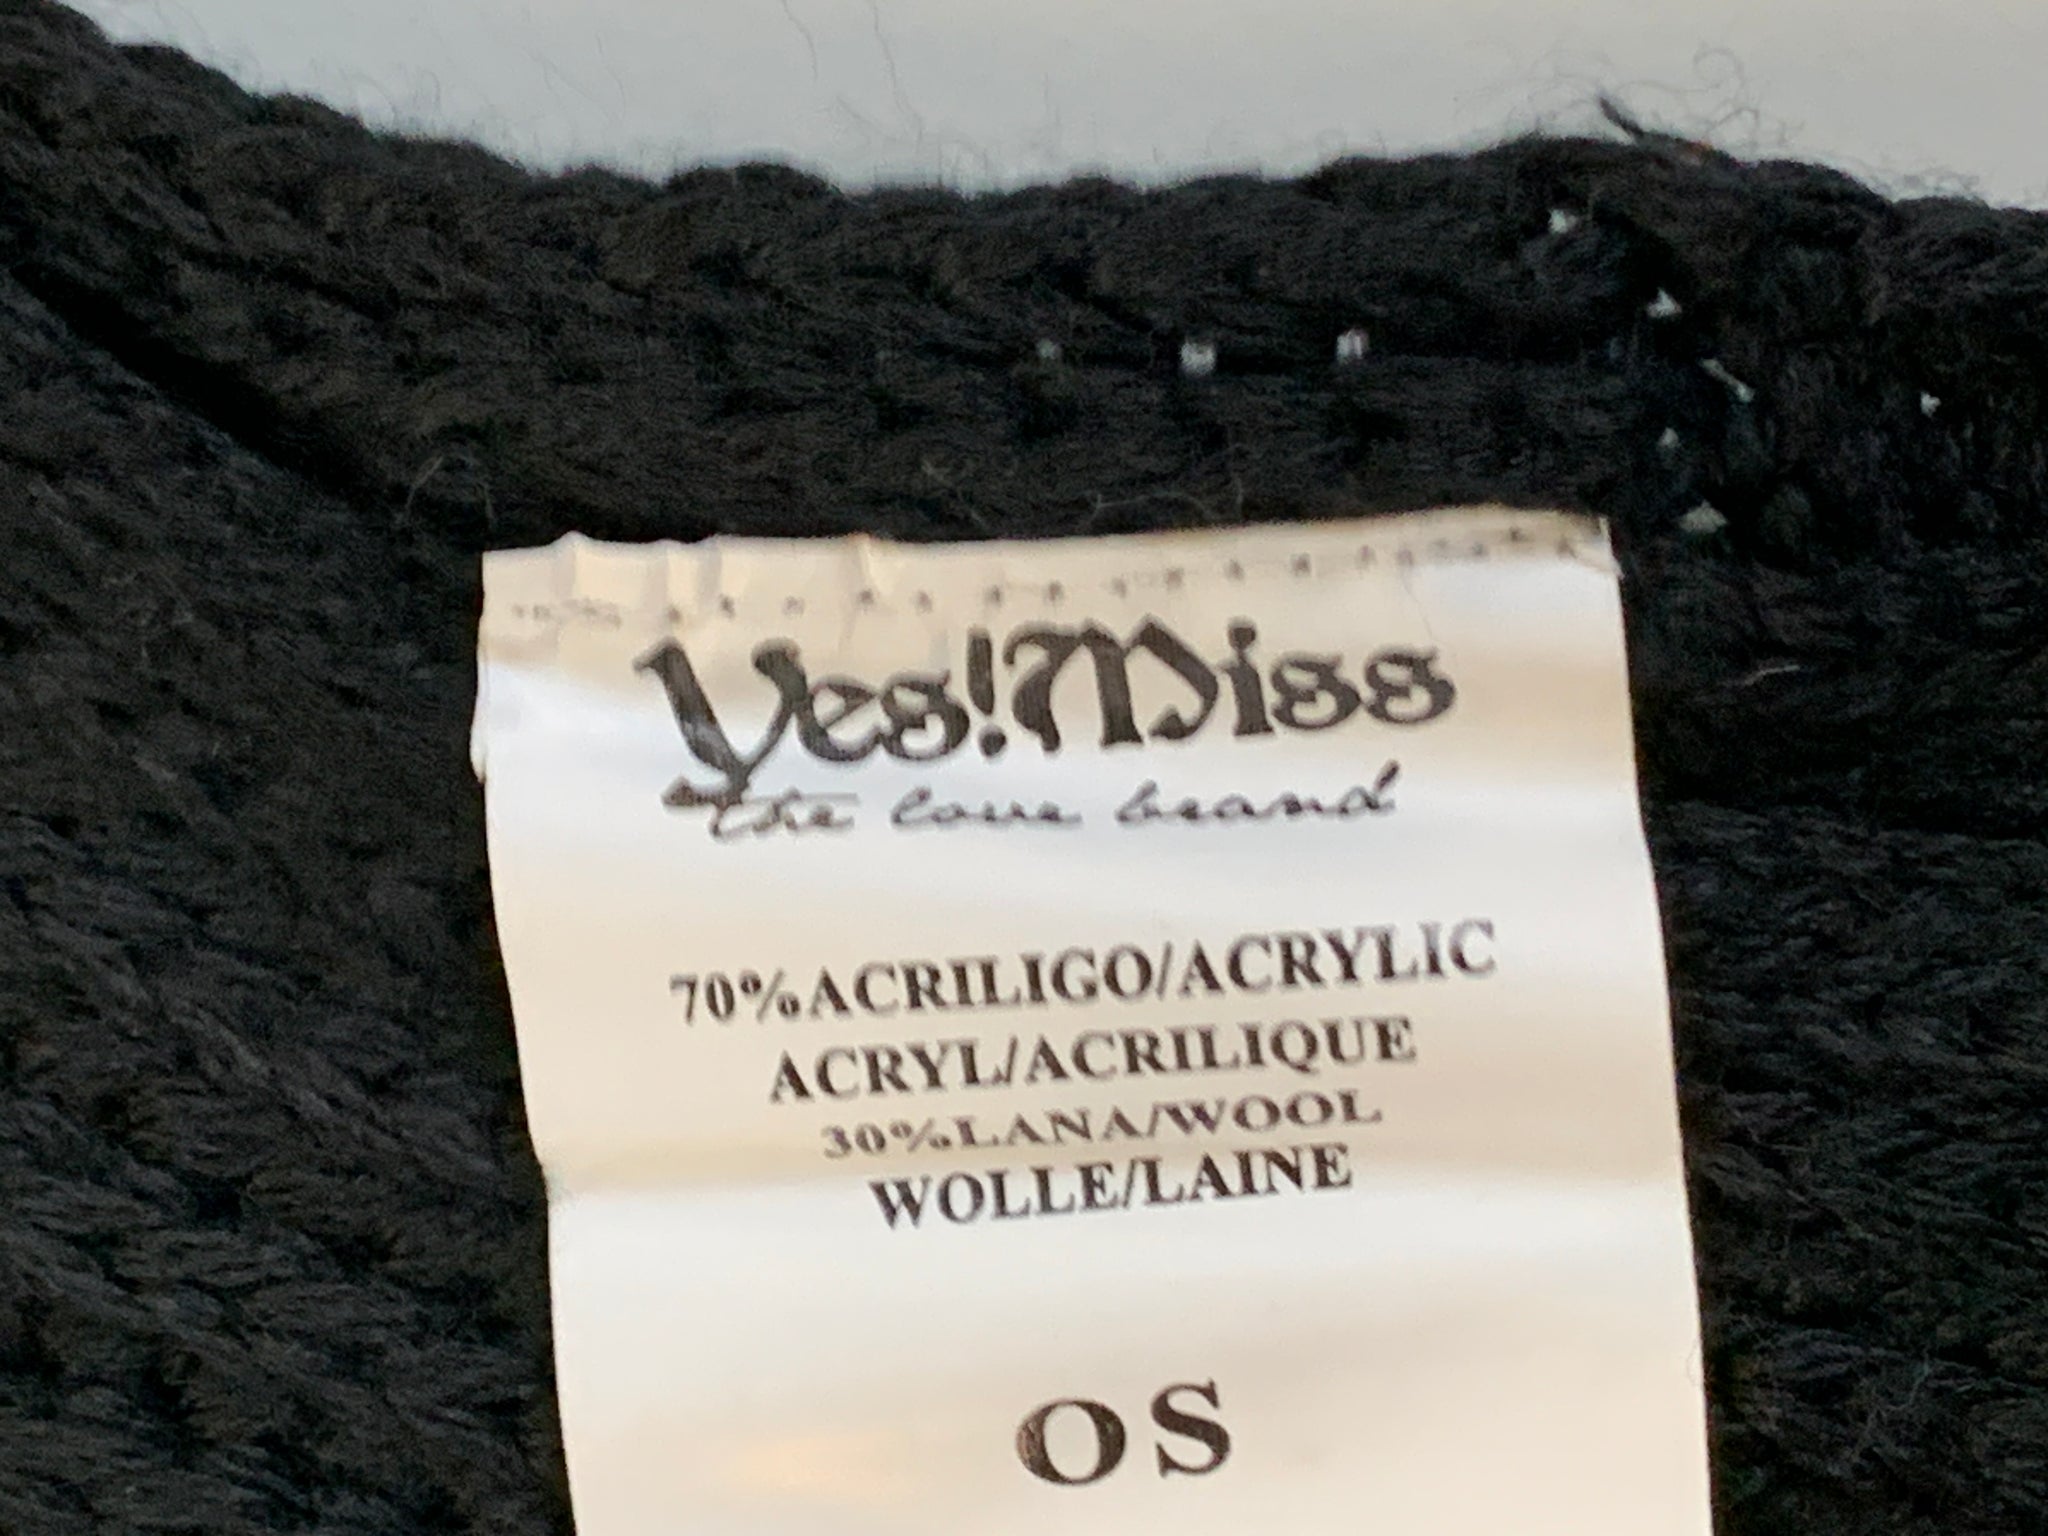 Yes!Miss
the love brand
70%ACRILIGO/ACRYLIC
ACRYL/ACRILIQUE
30%LANA/WOOL
WOLLE/LAINE
OS